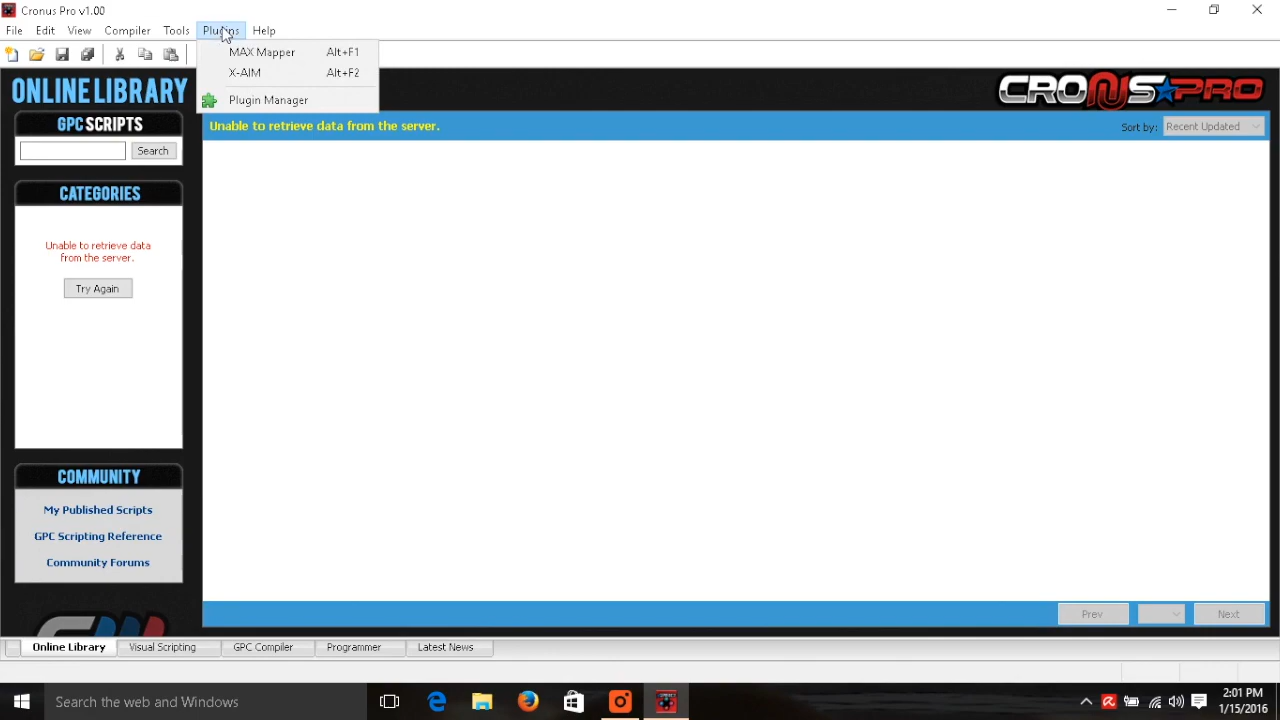 Cronus Pro v1.00
File Edit View Compiler Tools Plugins Help
MAX Mapper Alt+F1
X-AIM Alt+F2
Plugin Manager
ONLINE LIBRARY
CRONUS PRO
GPC SCRIPTS
Unable to retrieve data from the server.
Sort by: Recent Updated
Search
CATEGORIES
Unable to retrieve data
from the server.
Try Again
COMMUNITY
My Published Scripts
GPC Scripting Reference
Community Forums
Prev Next
Online Library Visual Scripting GPC Compiler Programmer Latest News
Search the web and Windows
2:01 PM
1/15/2016